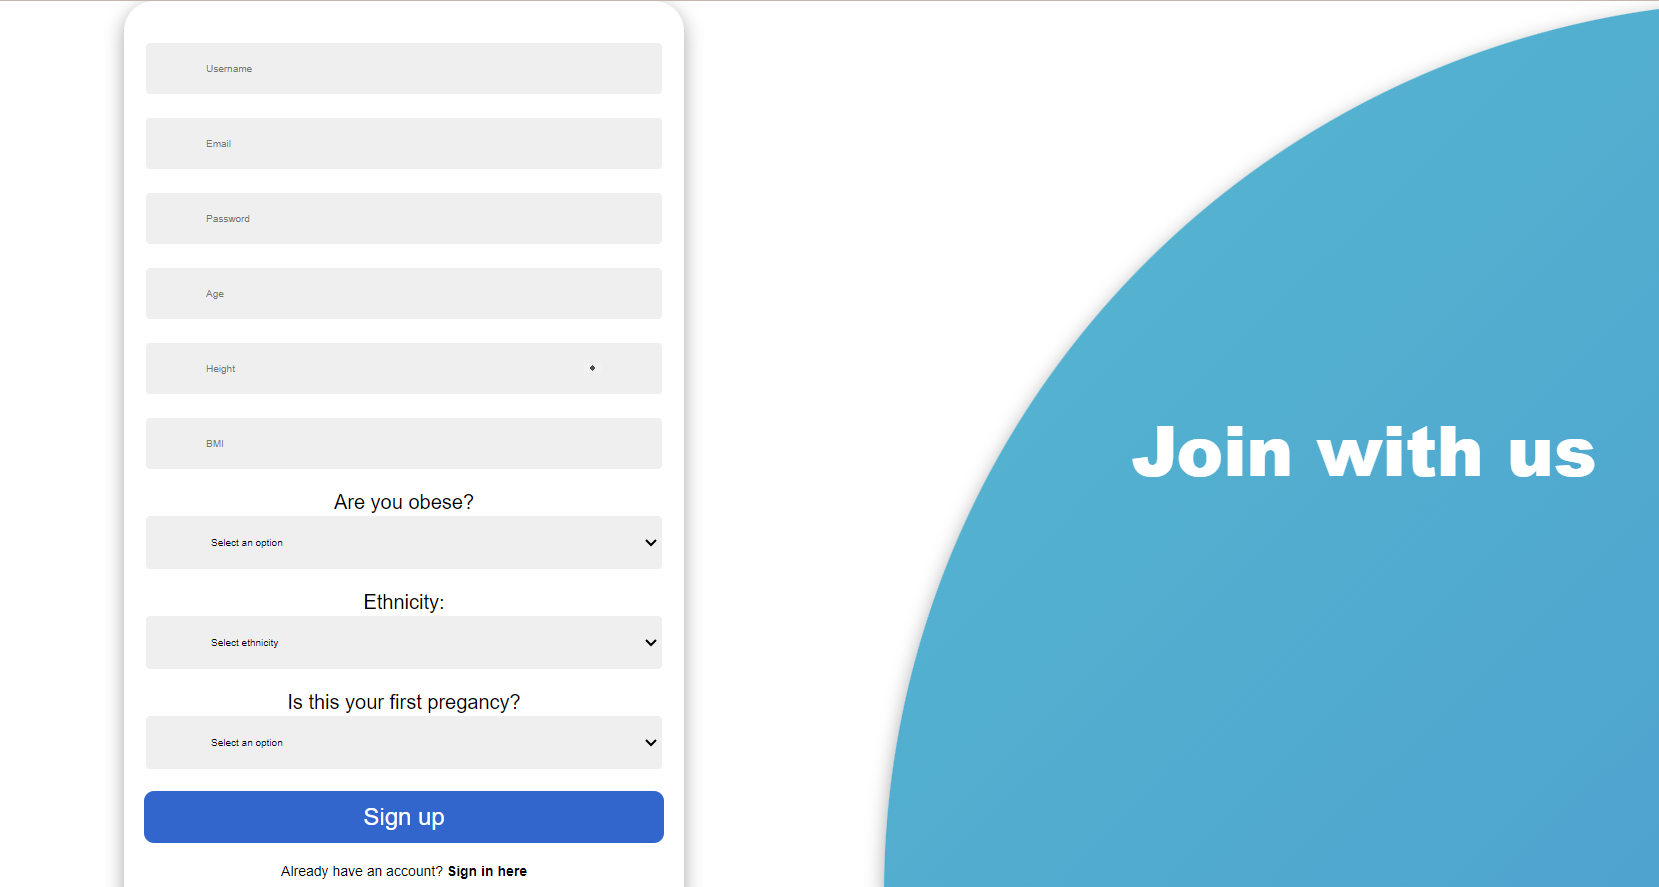 Username
Email
Password
Age
Height
BMI
Are you obese?
Select an option
Ethnicity:
Select ethnicity
Is this your first pregancy?
Select an option
Sign up
Already have an account? Sign in here
Join with us